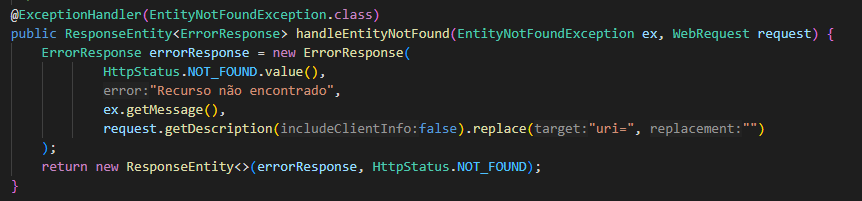 @ExceptionHandler(EntityNotFoundException.class)
public ResponseEntity<ErrorResponse> handleEntityNotFound(EntityNotFoundException ex, WebRequest request) {
    ErrorResponse errorResponse = new ErrorResponse(
            HttpStatus.NOT_FOUND.value(),
            error:"Recurso não encontrado",
            ex.getMessage(),
            request.getDescription(includeClientInfo:false).replace(target:"uri=", replacement:"")
    );
    return new ResponseEntity<>(errorResponse, HttpStatus.NOT_FOUND);
}